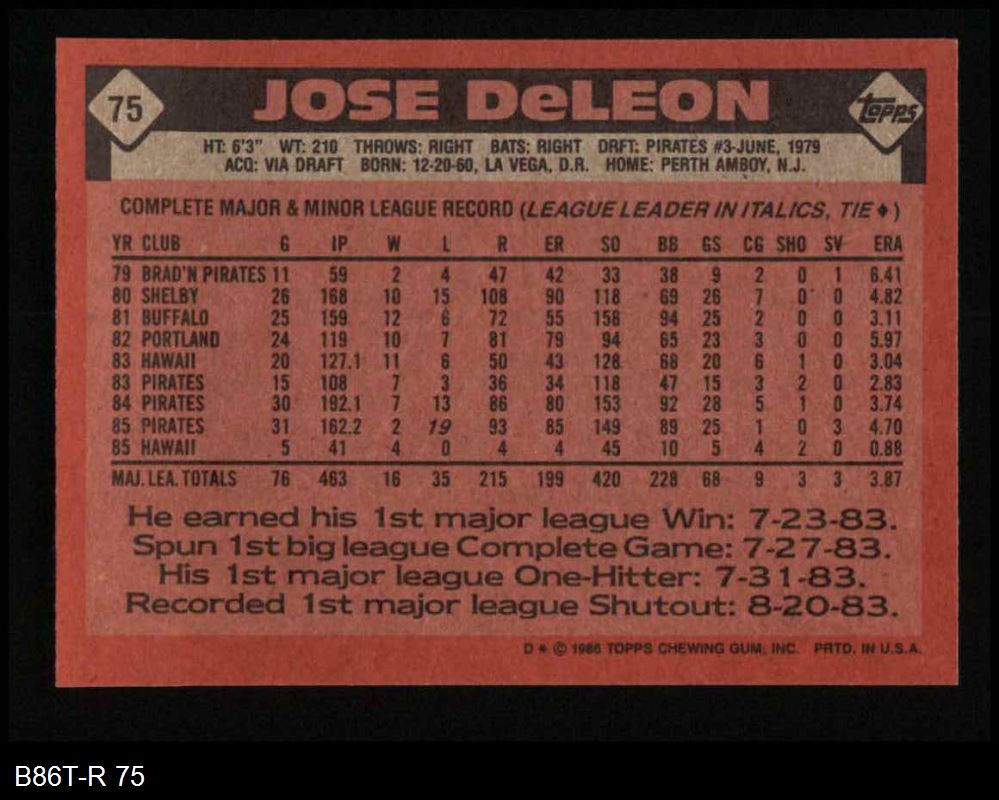 75 JOSE DeLEON topps
HT: 6'3" WT: 210 THROWS: RIGHT BATS: RIGHT DRFT: PIRATES #3-JUNE, 1979
ACQ: VIA DRAFT BORN: 12-20-60, LA VEGA, D.R. HOME: PERTH AMBOY, N.J.
COMPLETE MAJOR & MINOR LEAGUE RECORD (LEAGUE LEADER IN ITALICS, TIE ♦)
YR CLUB G IP W L R ER SO BB GS CG SHO SV ERA
79 BRAD'N PIRATES 11 59 2 4 47 42 33 38 9 2 0 1 6.41
80 SHELBY 26 168 10 15 108 90 118 69 26 7 0 0 4.82
81 BUFFALO 25 159 12 6 72 55 158 94 25 2 0 0 3.11
82 PORTLAND 24 119 10 7 81 79 94 65 23 3 0 0 5.97
83 HAWAII 20 127.1 11 6 50 43 128 68 20 6 1 0 3.04
83 PIRATES 15 108 7 3 36 34 118 47 15 3 2 0 2.83
84 PIRATES 30 192.1 7 13 86 80 153 92 28 5 1 0 3.74
85 PIRATES 31 162.2 2 19 93 85 149 89 25 1 0 3 4.70
85 HAWAII 5 41 4 0 4 4 45 10 5 4 2 0 0.88
MAJ. LEA. TOTALS 76 463 16 35 215 199 420 228 68 9 3 3 3.87
He earned his 1st major league Win: 7-23-83.
Spun 1st big league Complete Game: 7-27-83.
His 1st major league One-Hitter: 7-31-83.
Recorded 1st major league Shutout: 8-20-83.
D * © 1986 TOPPS CHEWING GUM, INC. PRTD. IN U.S.A.
B86T-R 75